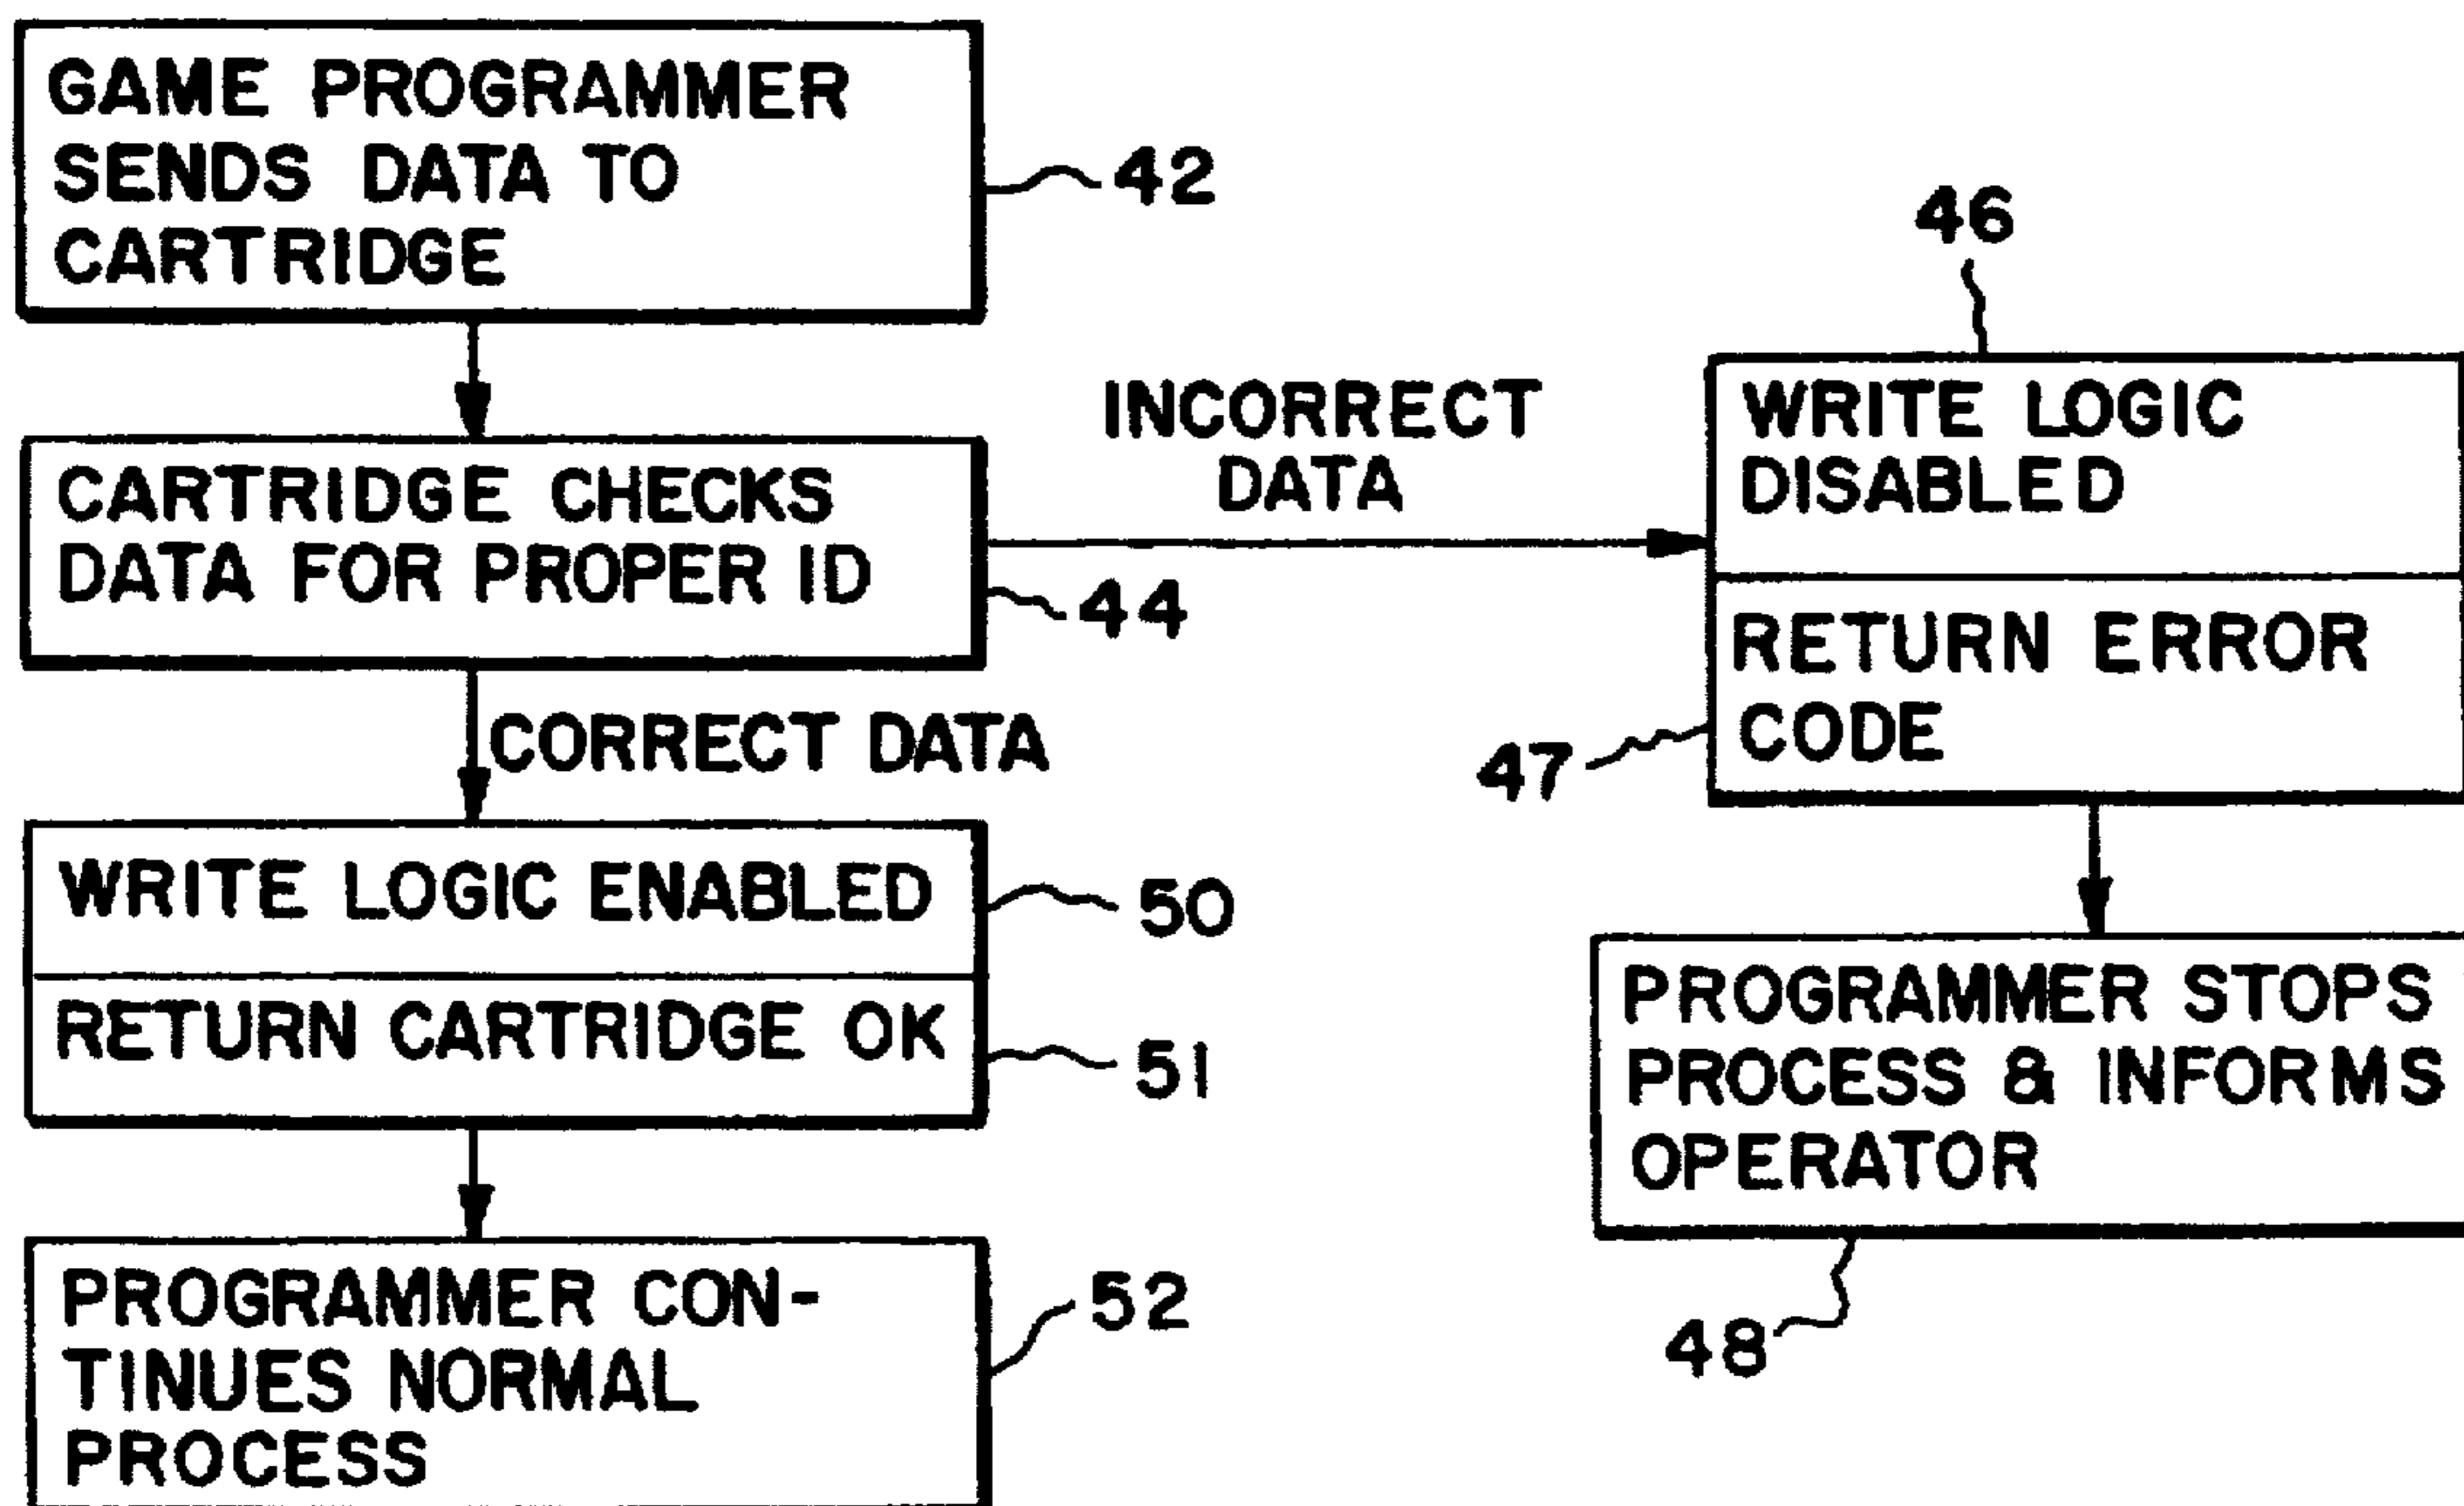 GAME PROGRAMMER
SENDS DATA TO
CARTRIDGE
42
CARTRIDGE CHECKS
DATA FOR PROPER ID
44
INCORRECT
DATA
46
WRITE LOGIC
DISABLED
RETURN ERROR
CODE
47
CORRECT DATA
WRITE LOGIC ENABLED
50
RETURN CARTRIDGE OK
51
PROGRAMMER STOPS
PROCESS & INFORMS
OPERATOR
48
PROGRAMMER CON-
TINUES NORMAL
PROCESS
52